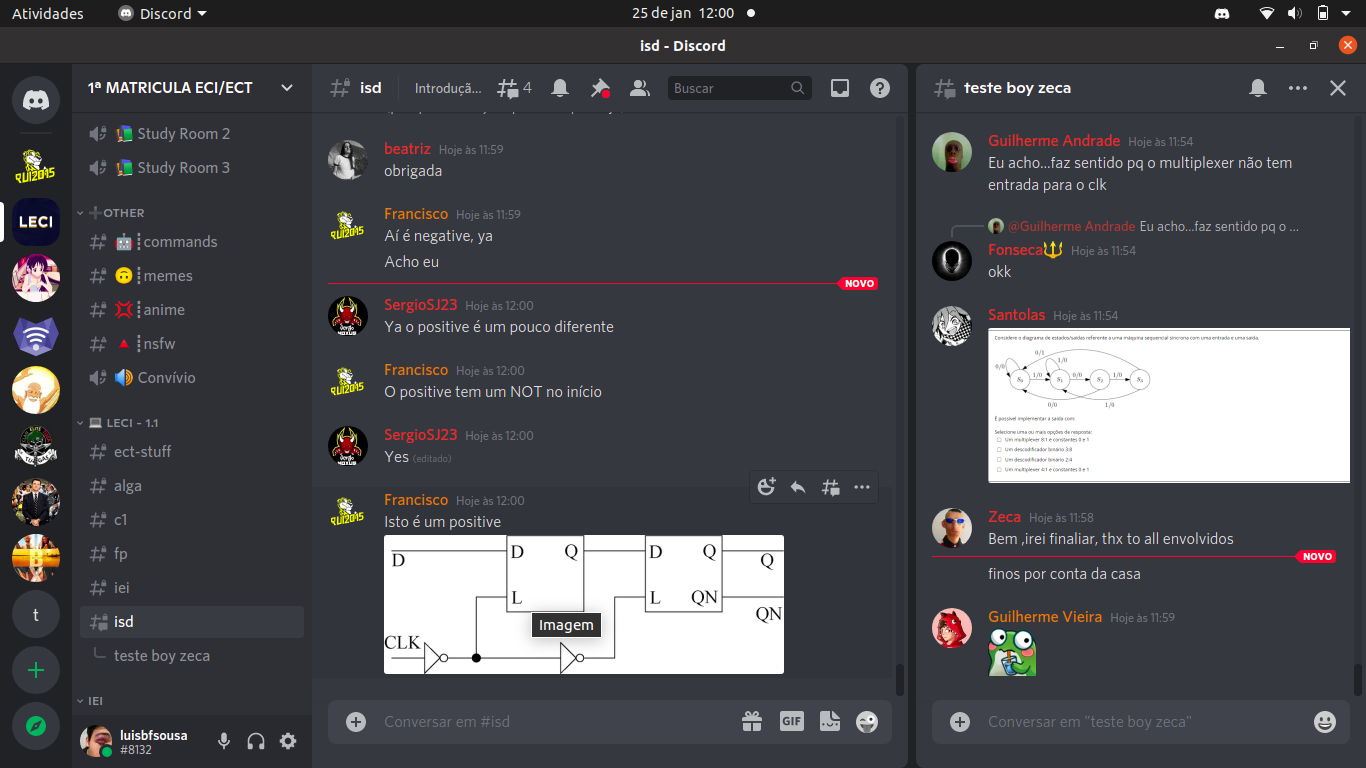 Atividades
Discord
25 de jan 12:00
isd - Discord
1ª MATRICULA ECI/ECT
Study Room 2
Study Room 3
OTHER
commands
memes
anime
nsfw
Convívio
LECI - 1.1
ect-stuff
alga
c1
fp
iei
isd
teste boy zeca
IEI
luisbfsousa
#8132
RUI2015
LECI
t
isd
Introduçã...
4
Buscar
beatriz Hoje às 11:59
obrigada
Francisco Hoje às 11:59
Aí é negative, ya
Acho eu
NOVO
SergioSJ23 Hoje às 12:00
Ya o positive é um pouco diferente
Francisco Hoje às 12:00
O positive tem um NOT no início
SergioSJ23 Hoje às 12:00
Yes (editado)
Francisco Hoje às 12:00
Isto é um positive
D D Q D Q Q
L L QN QN
Imagem
CLK
Conversar em #isd
GIF
teste boy zeca
Guilherme Andrade Hoje às 11:54
Eu acho...faz sentido pq o multiplexer não tem
entrada para o clk
@Guilherme Andrade Eu acho...faz sentido pq o ...
Fonseca Hoje às 11:54
okk
Santolas Hoje às 11:54
Considere o diagrama de estados/saídas referente a uma máquina sequencial síncrona com uma entrada e uma saída.
0/1
0/0 1/0
S0 1/0 S1 0/0 S2 1/0 S3
0/0 1/0
É possível implementar a saída com:
Selecione uma ou mais opções de resposta:
Um multiplexer 8:1 e constantes 0 e 1
Um descodificador binário 3:8
Um descodificador binário 2:4
Um multiplexer 4:1 e constantes 0 e 1
Zeca Hoje às 11:58
Bem ,irei finaliar, thx to all envolvidos
NOVO
finos por conta da casa
Guilherme Vieira Hoje às 11:59
Conversar em "teste boy zeca"